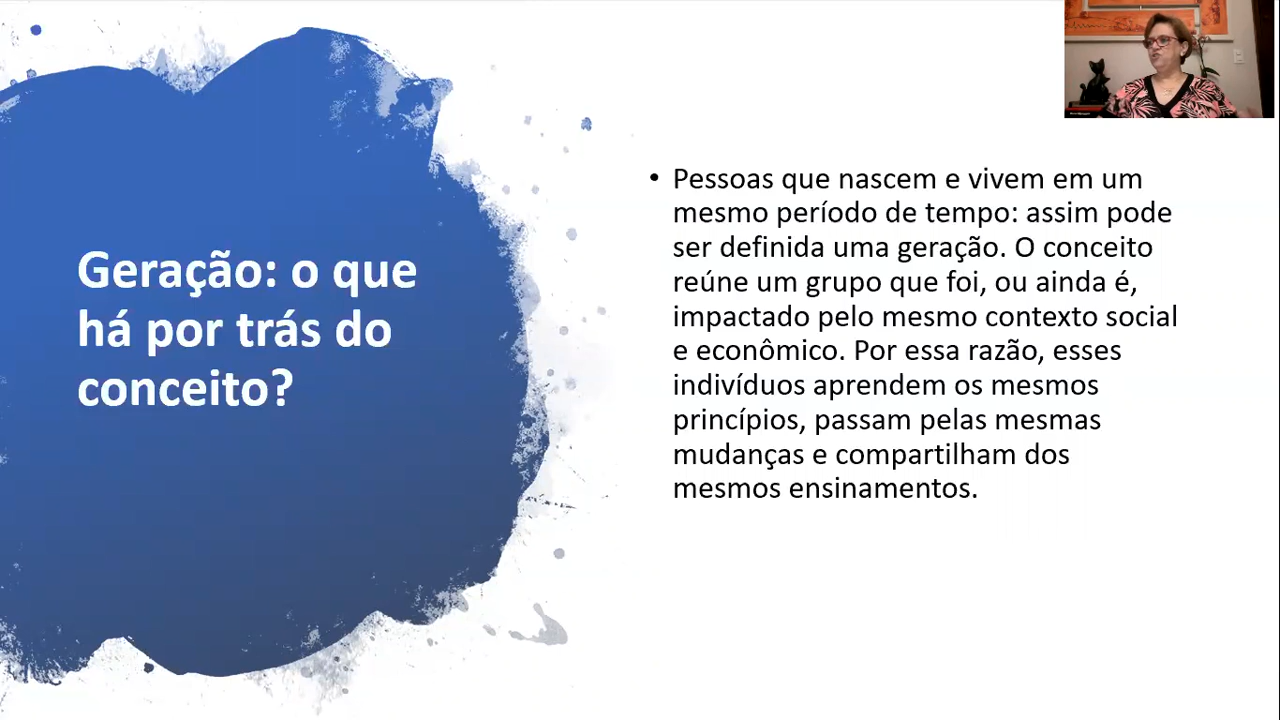 Geração: o que
há por trás do
conceito?
• Pessoas que nascem e vivem em um
mesmo período de tempo: assim pode
ser definida uma geração. O conceito
reúne um grupo que foi, ou ainda é,
impactado pelo mesmo contexto social
e econômico. Por essa razão, esses
indivíduos aprendem os mesmos
princípios, passam pelas mesmas
mudanças e compartilham dos
mesmos ensinamentos.